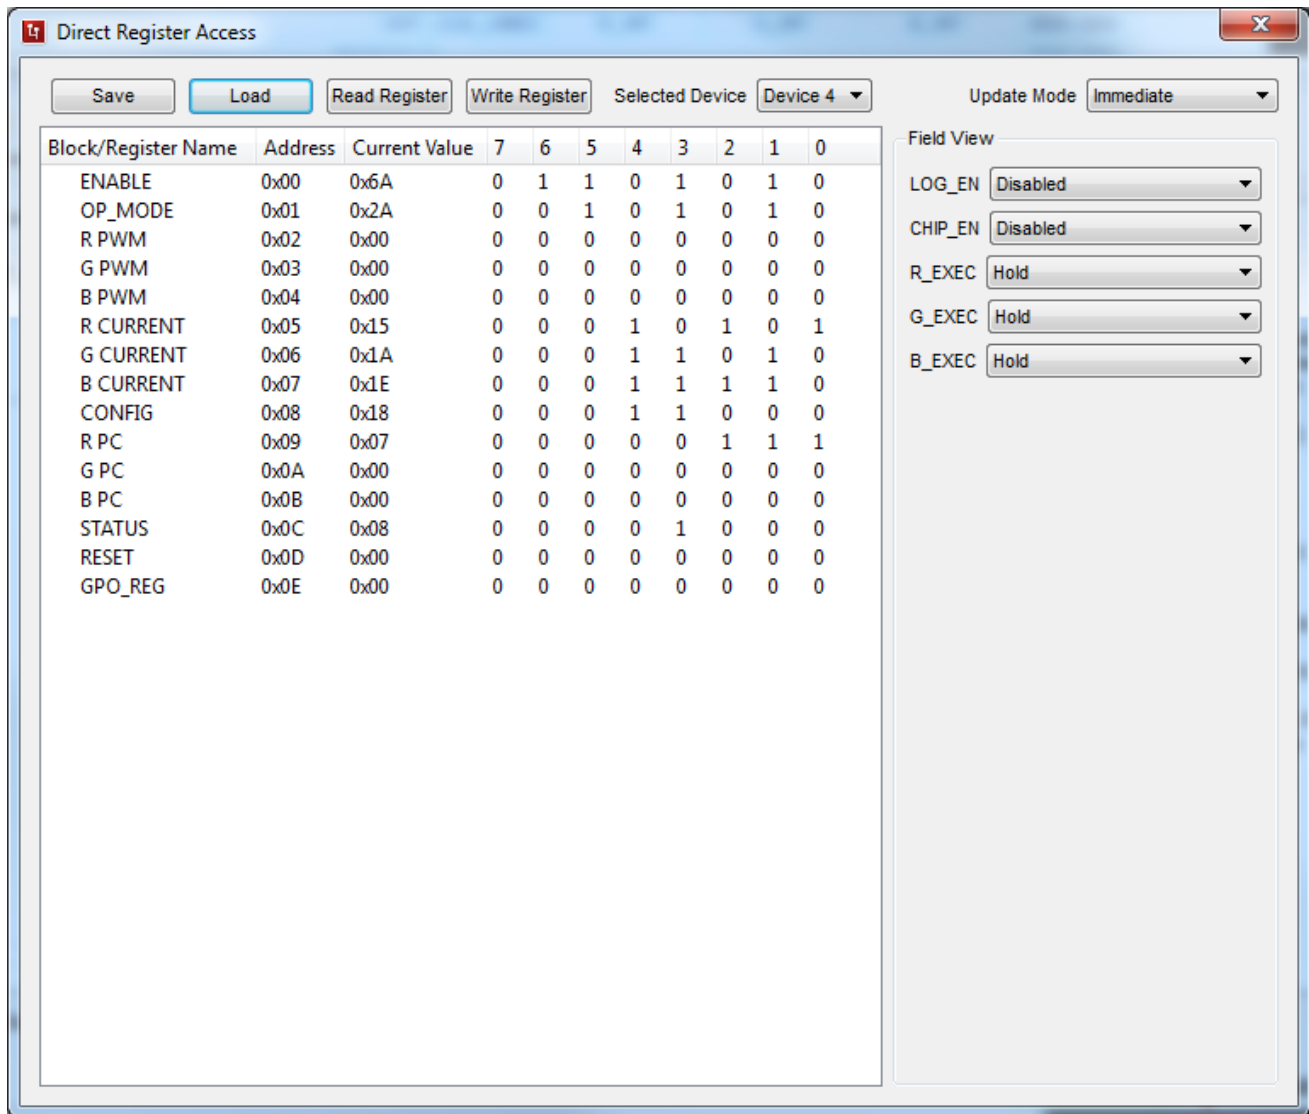 Direct Register Access
Save Load Read Register Write Register Selected Device Device 4 Update Mode Immediate
Block/Register Name Address Current Value 7 6 5 4 3 2 1 0
ENABLE 0x00 0x6A 0 1 1 0 1 0 1 0
OP_MODE 0x01 0x2A 0 0 1 0 1 0 1 0
R PWM 0x02 0x00 0 0 0 0 0 0 0 0
G PWM 0x03 0x00 0 0 0 0 0 0 0 0
B PWM 0x04 0x00 0 0 0 0 0 0 0 0
R CURRENT 0x05 0x15 0 0 0 1 0 1 0 1
G CURRENT 0x06 0x1A 0 0 0 1 1 0 1 0
B CURRENT 0x07 0x1E 0 0 0 1 1 1 1 0
CONFIG 0x08 0x18 0 0 0 1 1 0 0 0
R PC 0x09 0x07 0 0 0 0 0 1 1 1
G PC 0x0A 0x00 0 0 0 0 0 0 0 0
B PC 0x0B 0x00 0 0 0 0 0 0 0 0
STATUS 0x0C 0x08 0 0 0 0 1 0 0 0
RESET 0x0D 0x00 0 0 0 0 0 0 0 0
GPO_REG 0x0E 0x00 0 0 0 0 0 0 0 0
Field View
LOG_EN Disabled
CHIP_EN Disabled
R_EXEC Hold
G_EXEC Hold
B_EXEC Hold